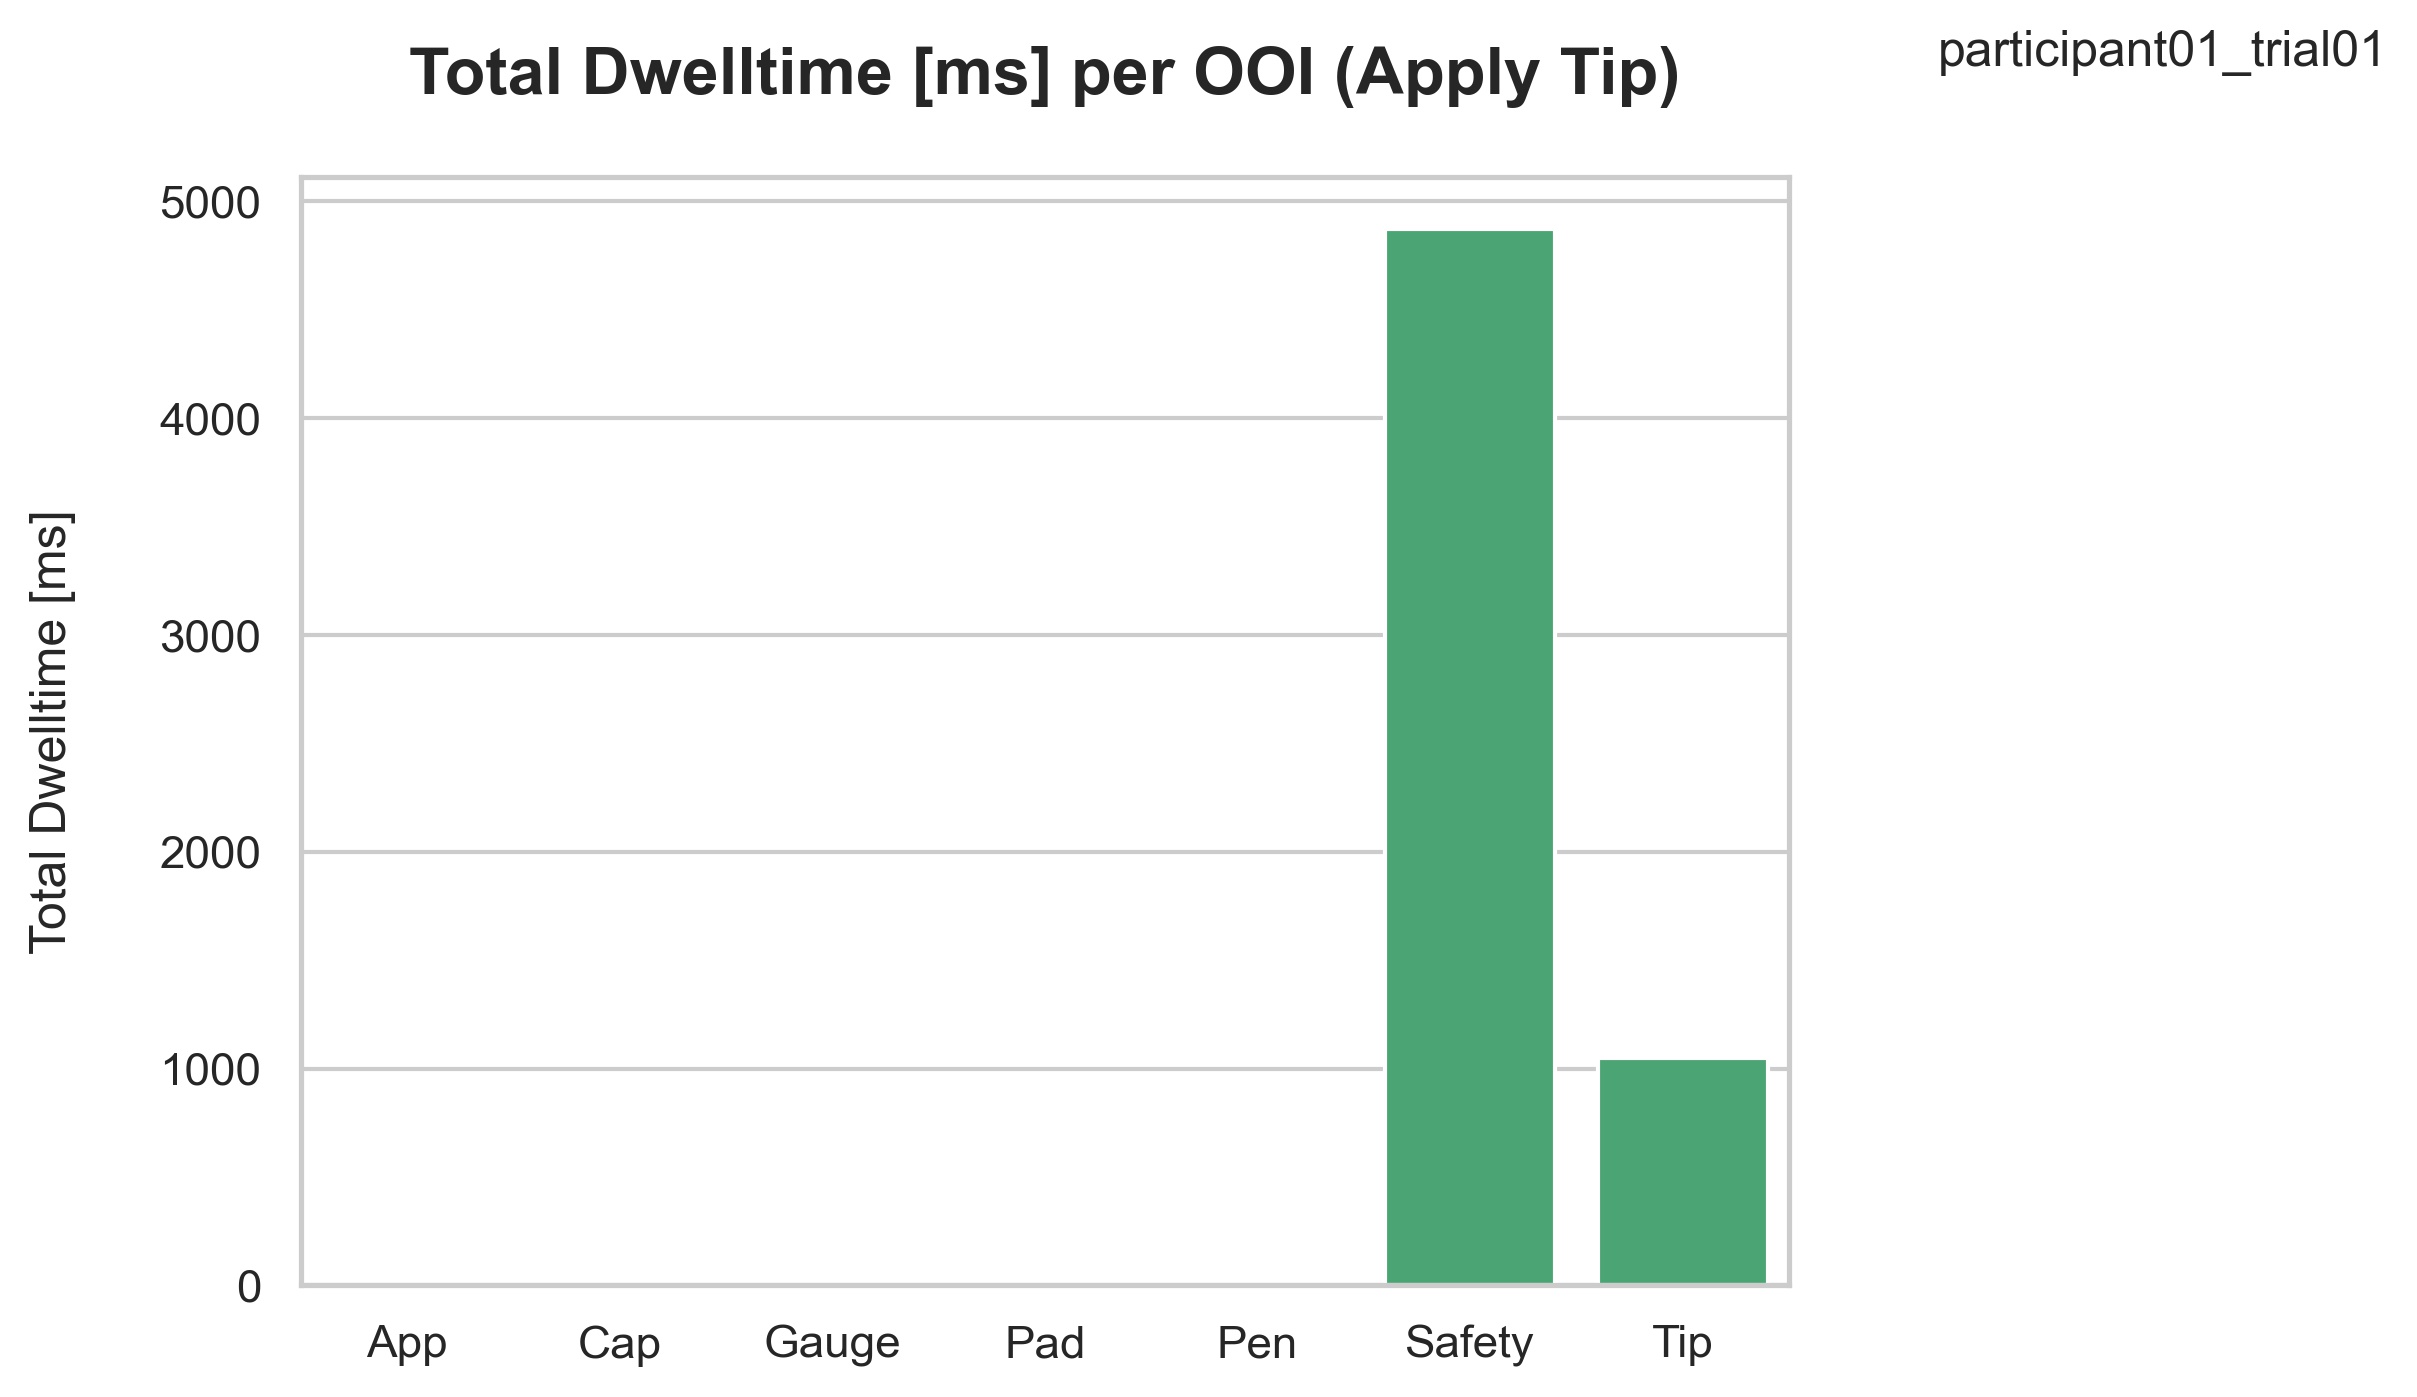 Total Dwelltime [ms] per OOI (Apply Tip)
participant01_trial01
Total Dwelltime [ms]
5000
4000
3000
2000
1000
0
App Cap Gauge Pad Pen Safety Tip